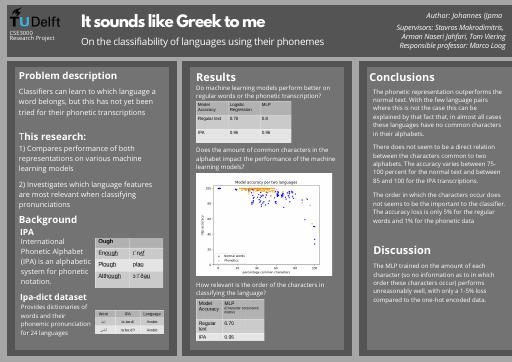 TUDelft
CSE3000
Research Project
It sounds like Greek to me
On the classifiability of languages using their phonemes
Author: Johannes IJpma
Supervisors: Stavros Makrodimitris,
Arman Naseri Jahfari, Tom Viering
Responsible professor: Marco Loog
Problem description
Classifiers can learn to which language a
word belongs, but this has not yet been
tried for their phonetic transcriptions
This research:
1) Compares performance of both
representations on various machine
learning models
2) Investigates which language features
are most relevant when classifying
pronunciations
Background
IPA
International
Phonetic Alphabet
(IPA) is an alphabetic
system for phonetic
notation.
Ough
Enough
Plough
Although
Ipa-dict dataset
Provides dictionaries of
words and their
phonemic pronunciation
for 24 languages
Word IPA Language
Arabic
Arabic
Results
Do machine learning models perform better on
regular words or the phonetic transcription?
Model Accuracy Logistic Regression MLP
Regular text 0.78 0.8
IPA 0.96 0.96
Does the amount of common characters in the
alphabet impact the performance of the machine
learning models?
Model accuracy per two languages
mlp accuracy
Normal words
Phonetics
percentage common characters
How relevant is the order of the characters in
classifying the language?
Model Accuracy MLP
Regular text 0.70
IPA 0.95
Conclusions
The phonetic representation outperforms the
normal text. With the few language pairs
where this is not the case this can be
explained by that fact that, in almost all cases
these languages have no common characters
in their alphabets.
There does not seem to be a direct relation
between the characters common to two
alphabets. The accuracy varies between 75-
100 percent for the normal text and between
85 and 100 for the IPA transcriptions.
The order in which the characters occur does
not seems to be important to the classifier.
The accuracy loss is only 5% for the regular
words and 1% for the phonetic data
Discussion
The MLP trained on the amount of each
character (so no information as to in which
order these characters occur) performs
unreasonably well, with only a 1-5% loss
compared to the one-hot encoded data.